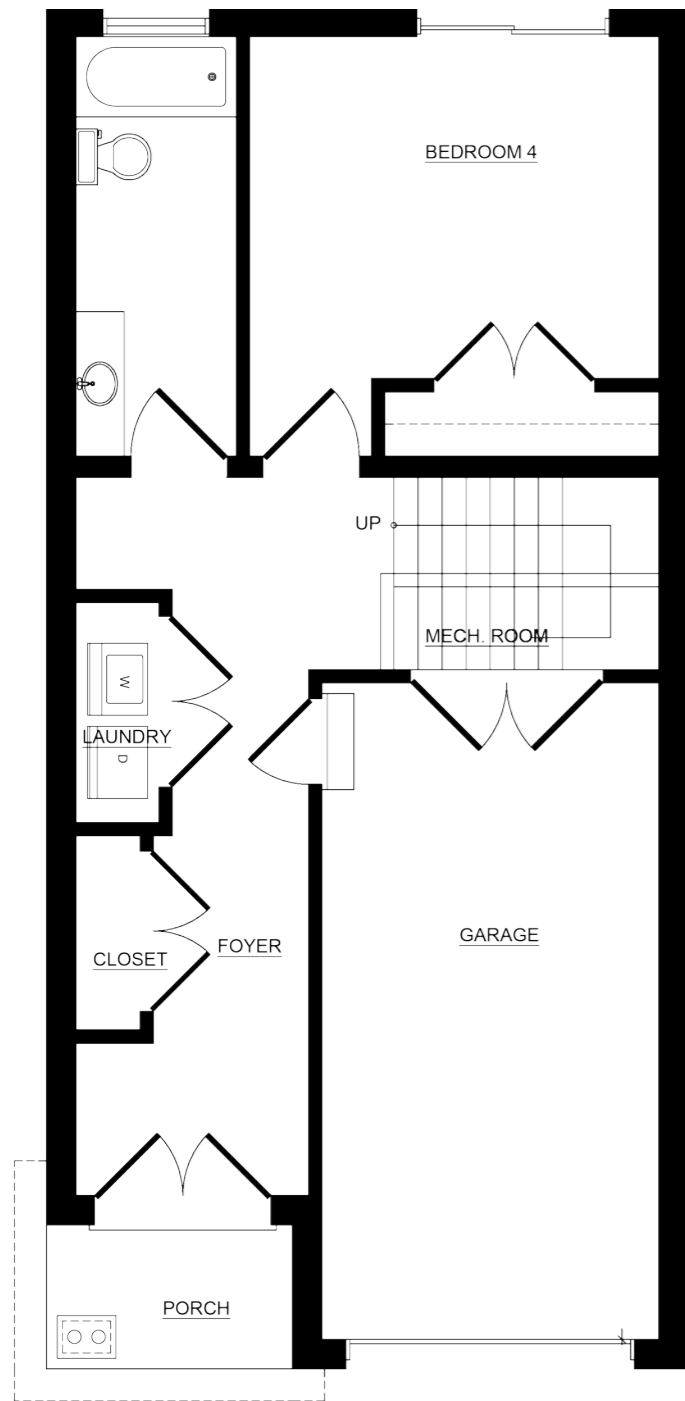 BEDROOM 4
UP
MECH. ROOM
W
LAUNDRY
D
GARAGE
FOYER
CLOSET
PORCH